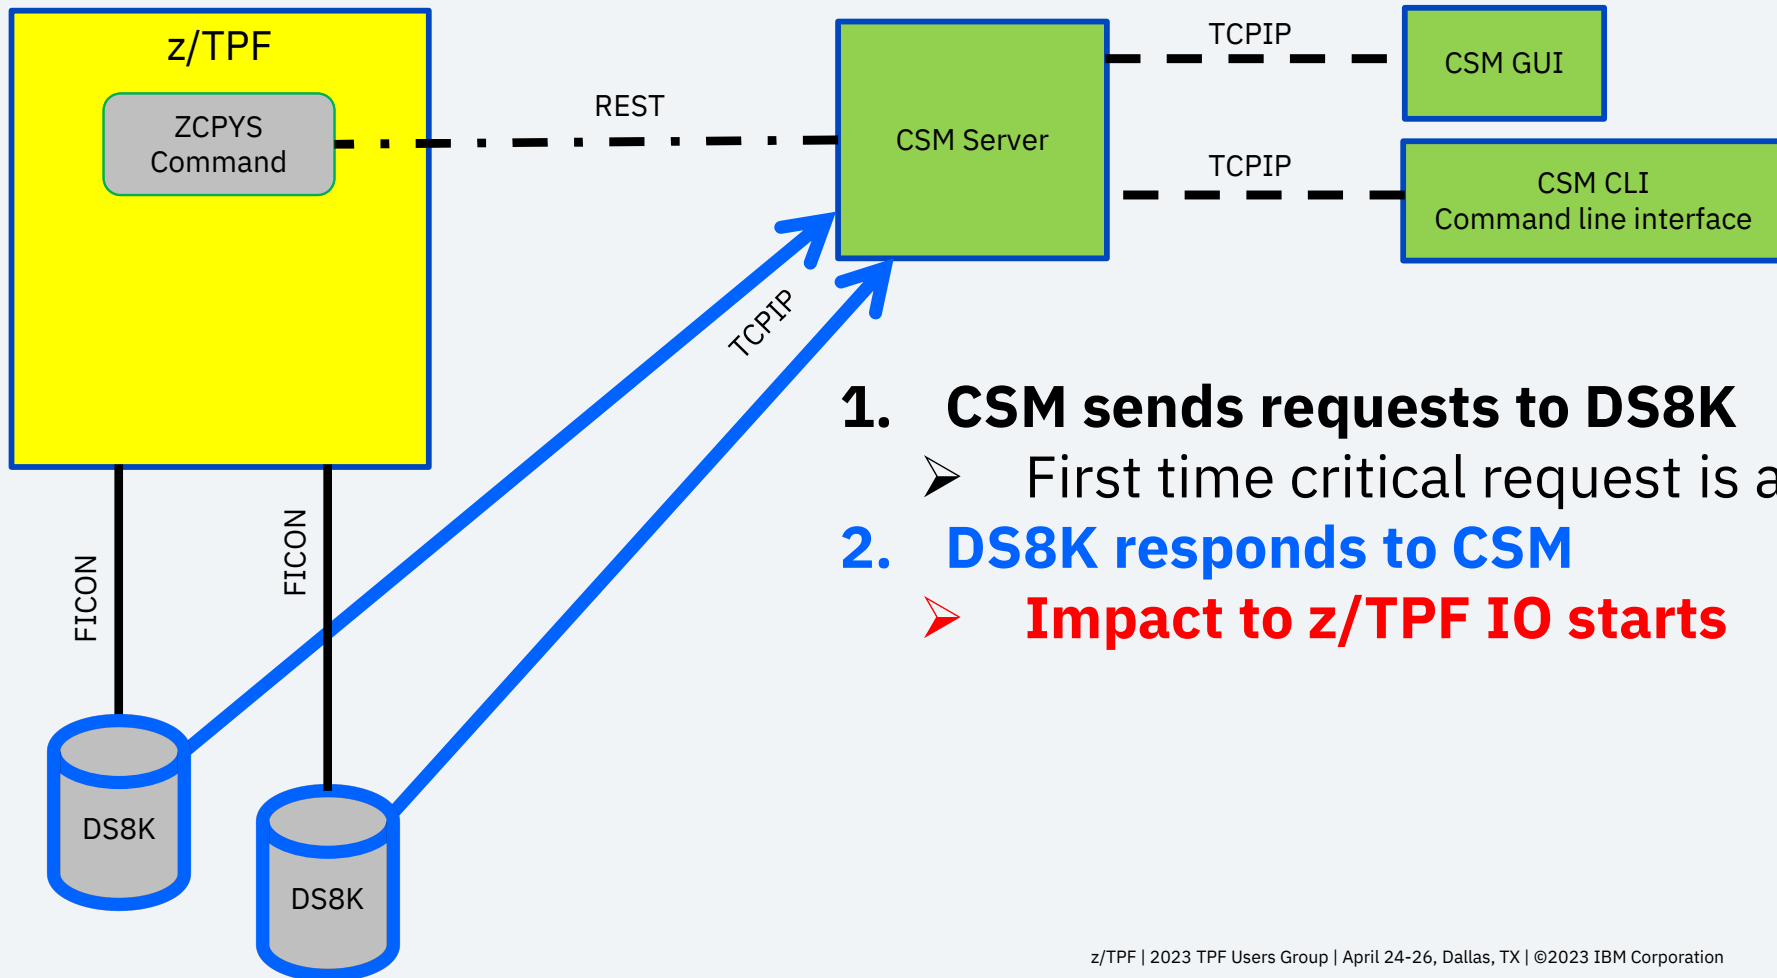 z/TPF
ZCPYS
Command
REST
CSM Server
TCPIP
CSM GUI
TCPIP
CSM CLI
Command line interface
TCPIP
FICON
FICON
DS8K
DS8K
1. CSM sends requests to DS8K
➢ First time critical request is a
2. DS8K responds to CSM
➢ Impact to z/TPF IO starts
z/TPF | 2023 TPF Users Group | April 24-26, Dallas, TX | ©2023 IBM Corporation